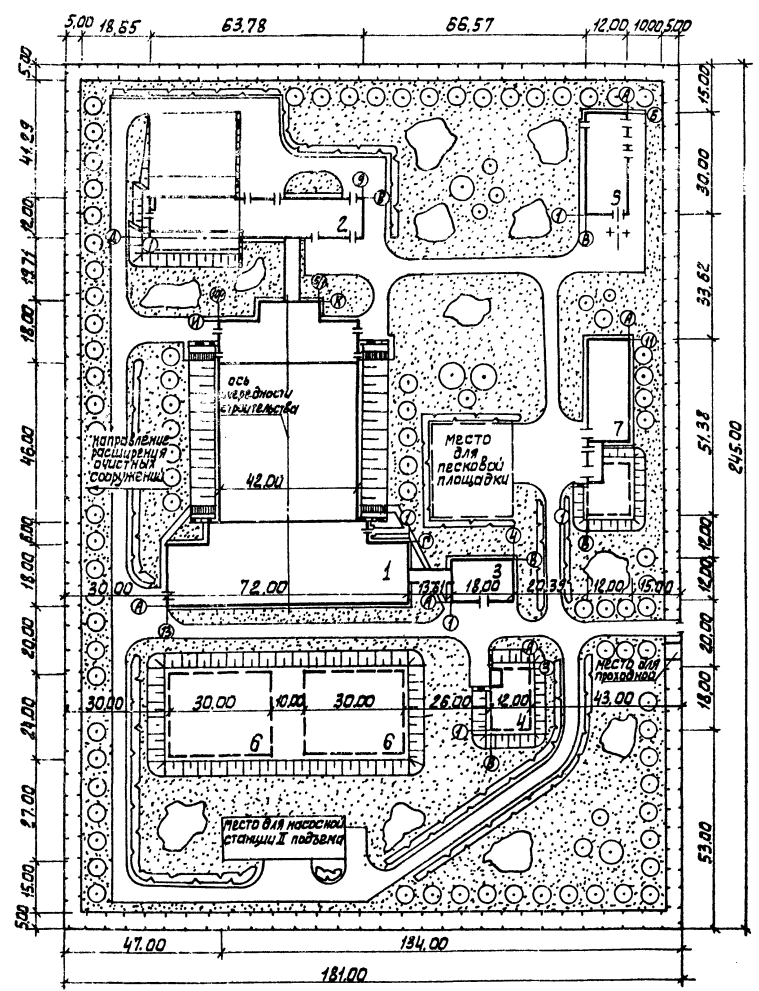 5,00 18,65 63,78 66,57 12,00 10,00 5,00
5,00
41,29
12,00
19,71
18,00
46,00
6,00
18,00
20,00
24,00
27,00
15,00
5,00
15,00
30,00
33,62
51,38
12,00
12,00
20,00
18,00
53,00
245.00
5
2
ось
очередности
строительства
направление
расширения
очистных
сооружений
место
для
песковой
площадки
7
42.00
1
3
30.00 72.00 13.61 18.00 20.39 12.00 15.00
место для
проходной
30.00 30.00 10.00 30.00 26.00 12.00 43.00
6 6 4
место для насосной
станции II подъема
47.00 134.00
181.00